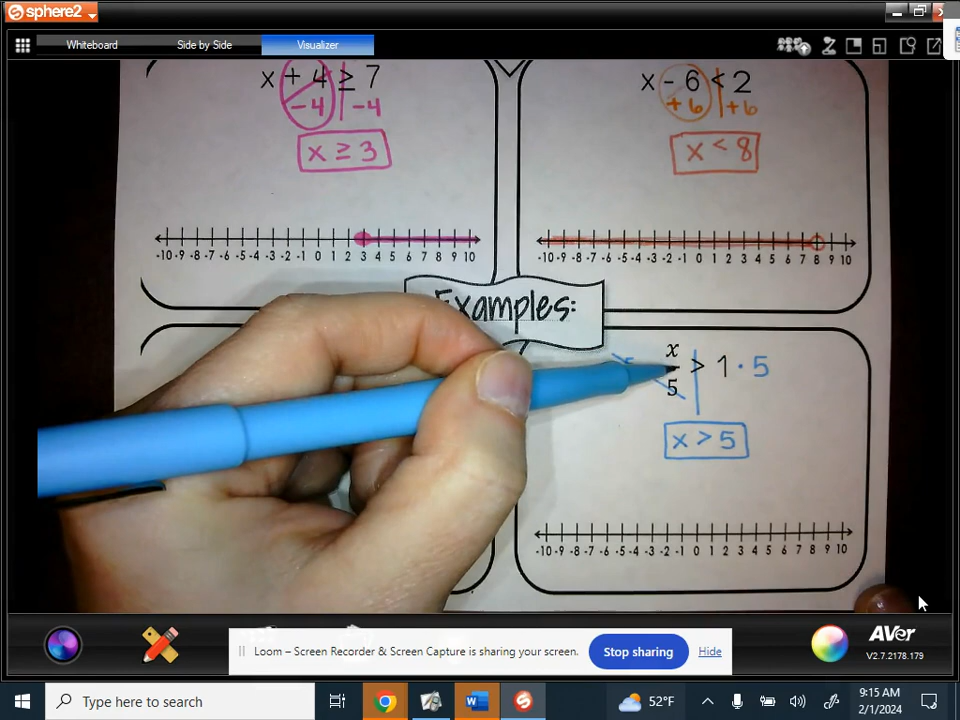 sphere2
Whiteboard Side by Side Visualizer
x + 4 ≥ 7
-4 -4
x ≥ 3
-10 -9 -8 -7 -6 -5 -4 -3 -2 -1 0 1 2 3 4 5 6 7 8 9 10
x - 6 < 2
+6 +6
x < 8
-10 -9 -8 -7 -6 -5 -4 -3 -2 -1 0 1 2 3 4 5 6 7 8 9 10
Examples:
x
5
> 1 · 5
x > 5
-10 -9 -8 -7 -6 -5 -4 -3 -2 -1 0 1 2 3 4 5 6 7 8 9 10
Loom – Screen Recorder & Screen Capture is sharing your screen. Stop sharing Hide
AVer
V2.7.2178.179
Type here to search
52°F
9:15 AM
2/1/2024